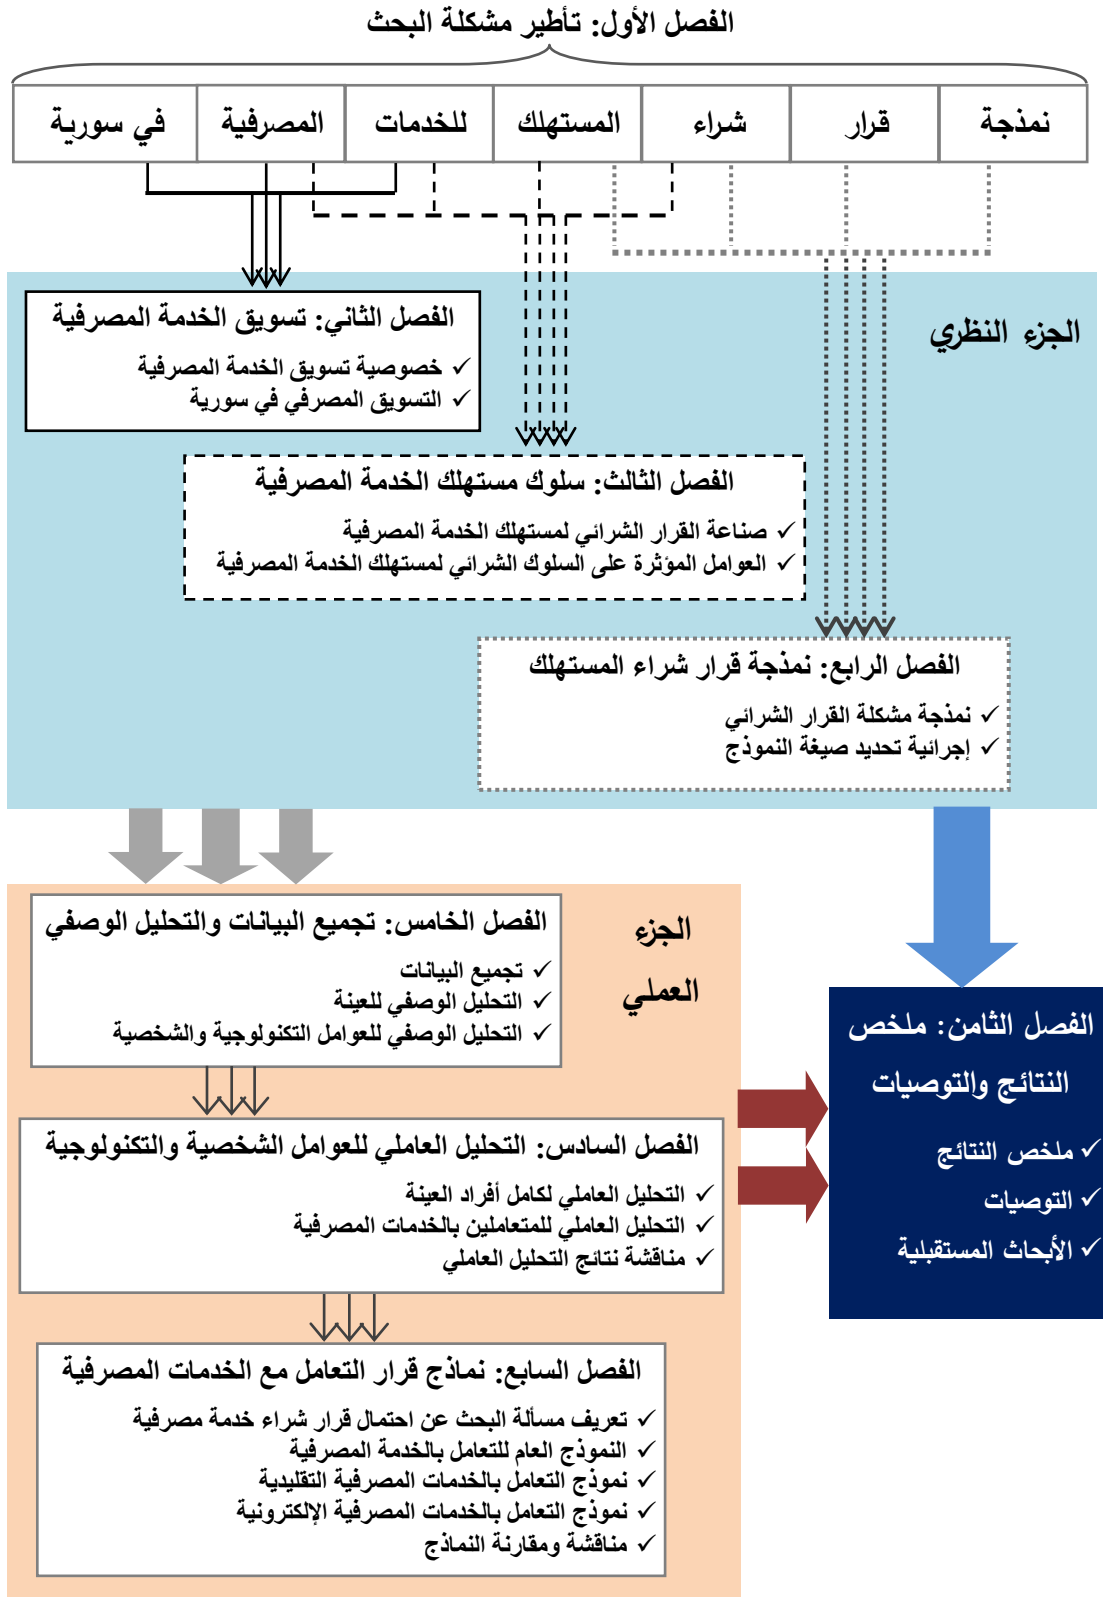 الفصل الأول: تأطير مشكلة البحث
نمذجة قرار شراء المستهلك للخدمات المصرفية في سورية
الجزء النظري
الفصل الثاني: تسويق الخدمة المصرفية
✓ خصوصية تسويق الخدمة المصرفية
✓ التسويق المصرفي في سورية
الفصل الثالث: سلوك مستهلك الخدمة المصرفية
✓ صناعة القرار الشرائي لمستهلك الخدمة المصرفية
✓ العوامل المؤثرة على السلوك الشرائي لمستهلك الخدمة المصرفية
الفصل الرابع: نمذجة قرار شراء المستهلك
✓ نمذجة مشكلة القرار الشرائي
✓ إجرائية تحديد صيغة النموذج
الجزء
العملي
الفصل الخامس: تجميع البيانات والتحليل الوصفي
✓ تجميع البيانات
✓ التحليل الوصفي للعينة
✓ التحليل الوصفي للعوامل التكنولوجية والشخصية
الفصل السادس: التحليل العاملي للعوامل الشخصية والتكنولوجية
✓ التحليل العاملي لكامل أفراد العينة
✓ التحليل العاملي للمتعاملين بالخدمات المصرفية
✓ مناقشة نتائج التحليل العاملي
الفصل السابع: نماذج قرار التعامل مع الخدمات المصرفية
✓ تعريف مسألة البحث عن احتمال قرار شراء خدمة مصرفية
✓ النموذج العام للتعامل بالخدمة المصرفية
✓ نموذج التعامل بالخدمات المصرفية التقليدية
✓ نموذج التعامل بالخدمات المصرفية الإلكترونية
✓ مناقشة ومقارنة النماذج
الفصل الثامن: ملخص
النتائج والتوصيات
✓ ملخص النتائج
✓ التوصيات
✓ الأبحاث المستقبلية